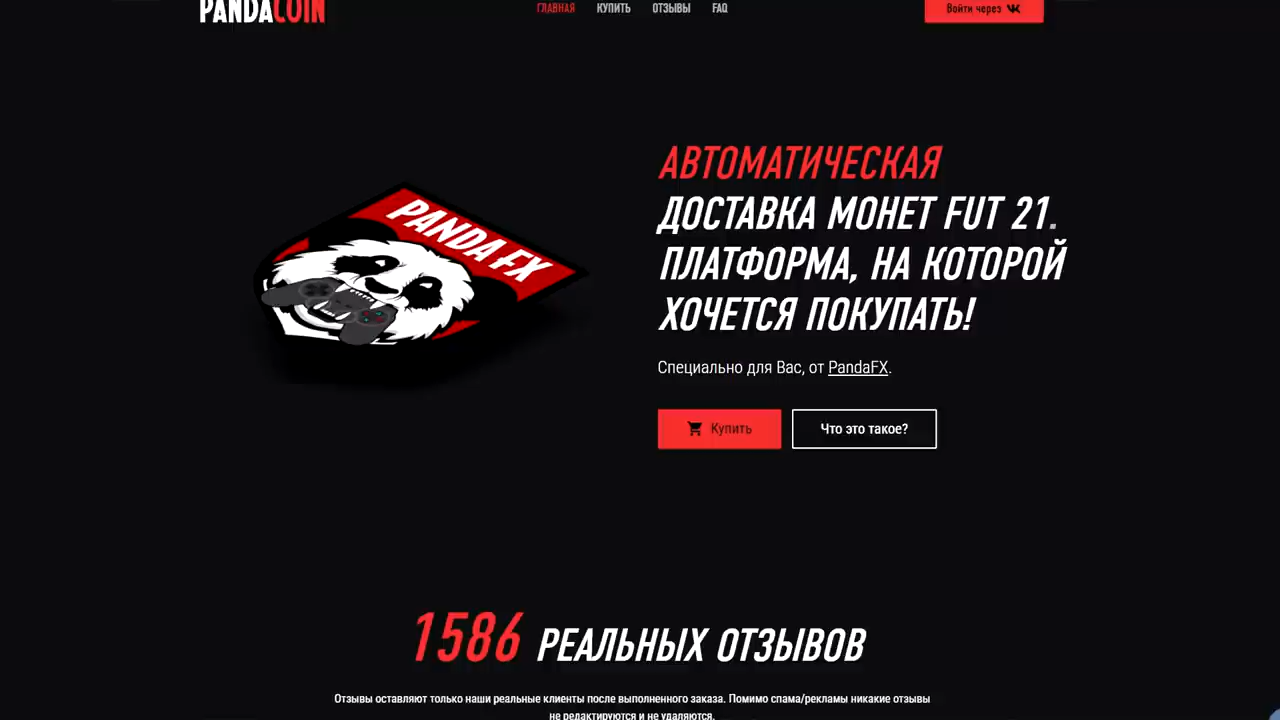 PANDACOIN
ГЛАВНАЯ КУПИТЬ ОТЗЫВЫ FAQ
Войти через
PANDA FX
АВТОМАТИЧЕСКАЯ
ДОСТАВКА МОНЕТ FUT 21.
ПЛАТФОРМА, НА КОТОРОЙ
ХОЧЕТСЯ ПОКУПАТЬ!
Специально для Вас, от PandaFX.
Купить
Что это такое?
1586 РЕАЛЬНЫХ ОТЗЫВОВ
Отзывы оставляют только наши реальные клиенты после выполненного заказа. Помимо спама/рекламы никакие отзывы
не редактируются и не удаляются.